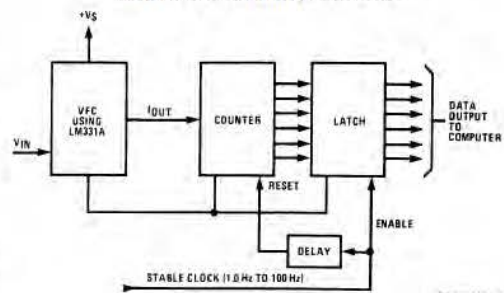 +VS
VFC
USING
LM331A
VIN
IOUT
COUNTER
LATCH
DATA
OUTPUT
TO
COMPUTER
RESET
ENABLE
DELAY
STABLE CLOCK (1.0 Hz TO 100 Hz)